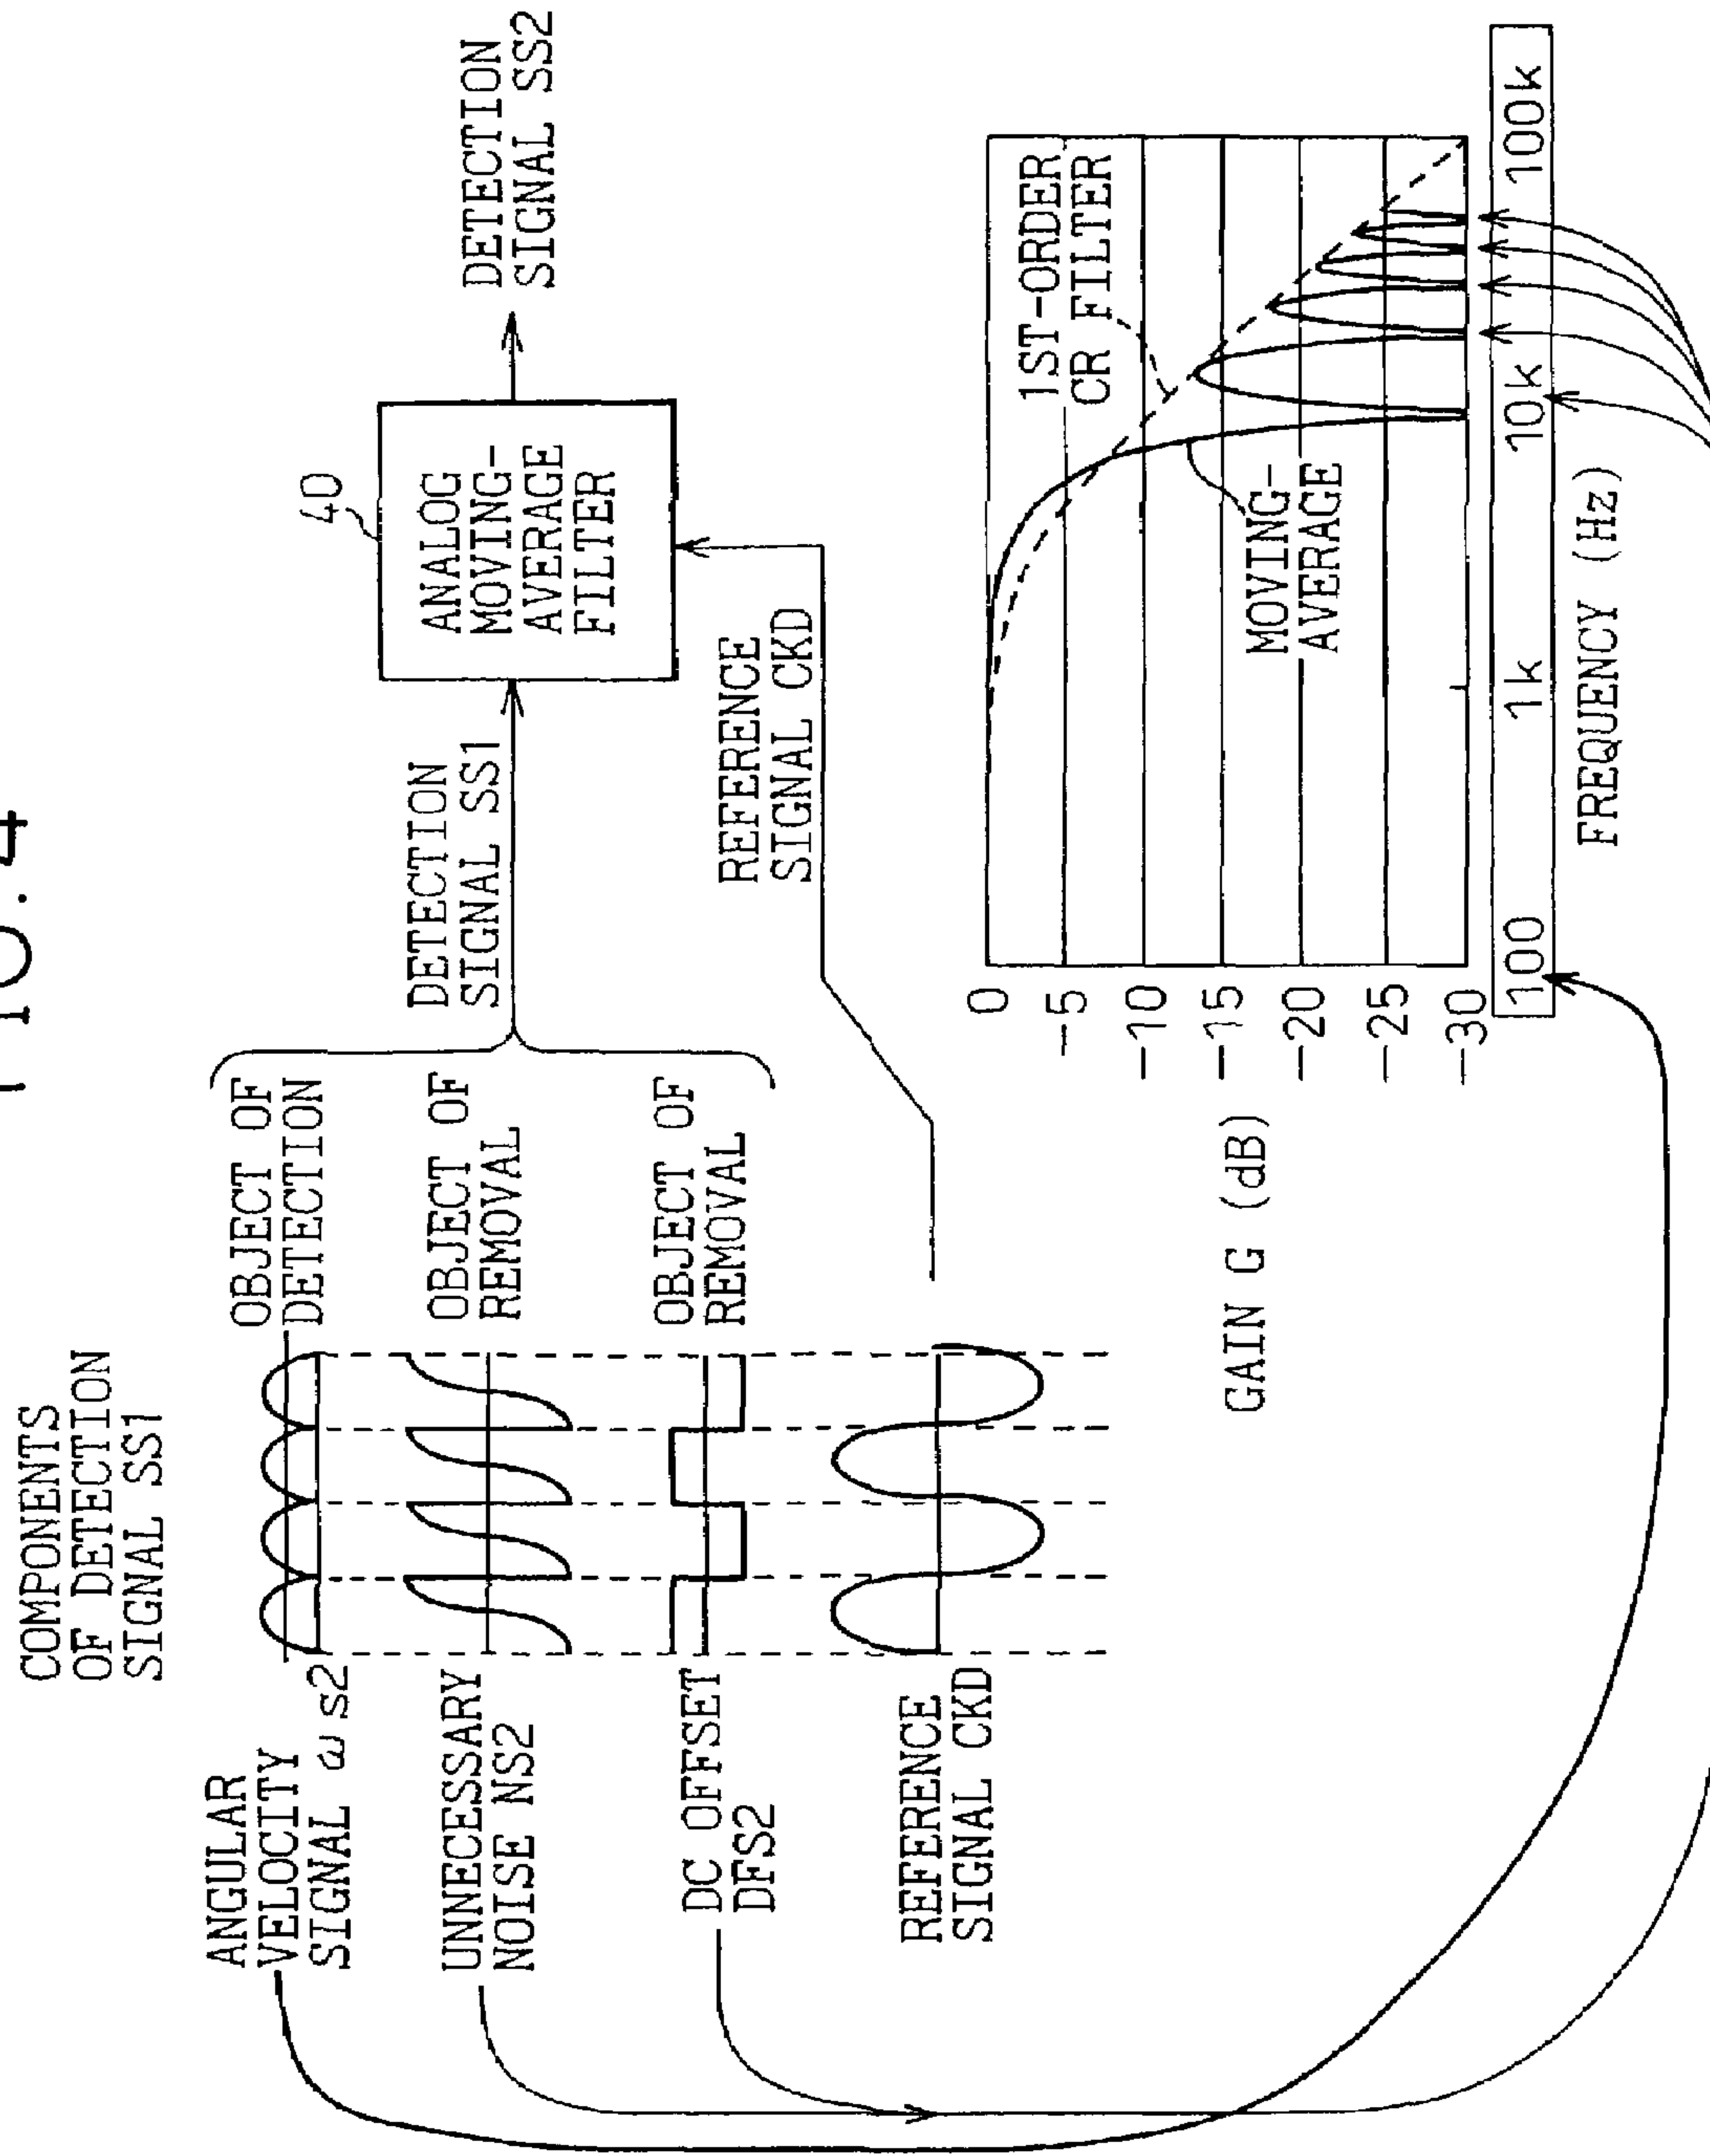 FIG.4
COMPONENTS
OF DETECTION
SIGNAL SS1
ANGULAR
VELOCITY
SIGNAL ωs2
OBJECT OF
DETECTION
UNNECESSARY
NOISE NS2
OBJECT OF
REMOVAL
DC OFFSET
DFS2
OBJECT OF
REMOVAL
REFERENCE
SIGNAL CKD
DETECTION
SIGNAL SS1
40
ANALOG
MOVING-
AVERAGE
FILTER
DETECTION
SIGNAL SS2
REFERENCE
SIGNAL CKD
GAIN G (dB)
0
-5
-10
-15
-20
-25
-30
1ST-ORDER
CR FILTER
MOVING-
AVERAGE
100
1k
10k
100k
FREQUENCY (Hz)